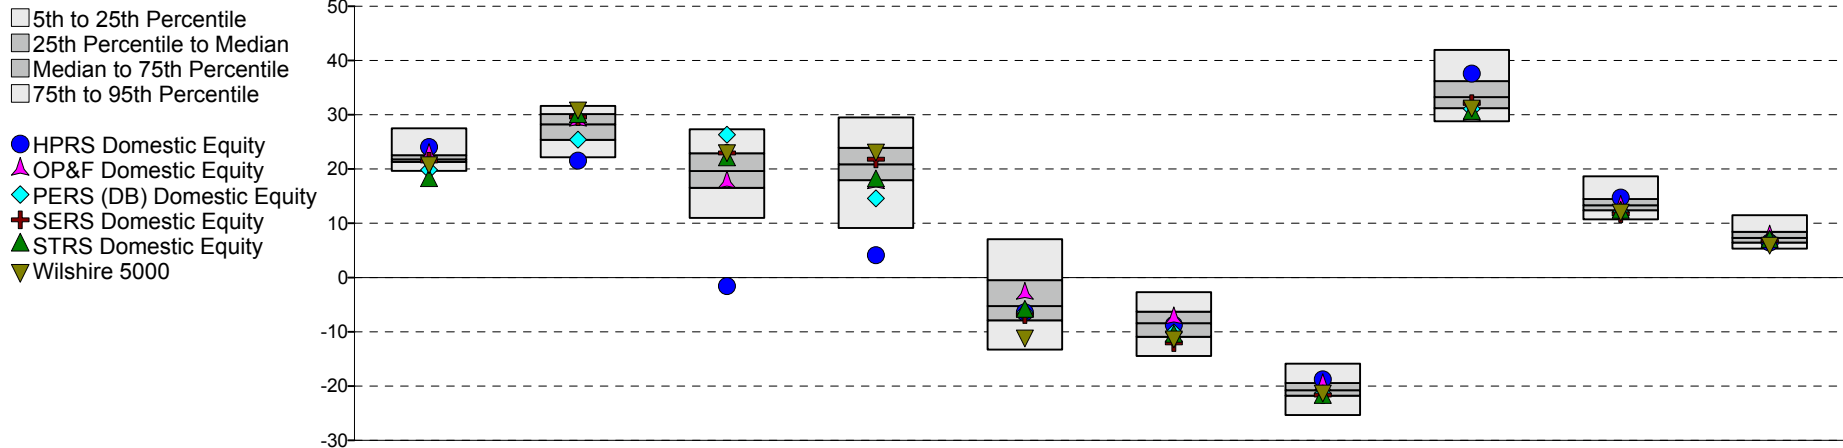 5th to 25th Percentile
25th Percentile to Median
Median to 75th Percentile
75th to 95th Percentile
HPRS Domestic Equity
OP&F Domestic Equity
PERS (DB) Domestic Equity
SERS Domestic Equity
STRS Domestic Equity
Wilshire 5000
50
40
30
20
10
0
-10
-20
-30